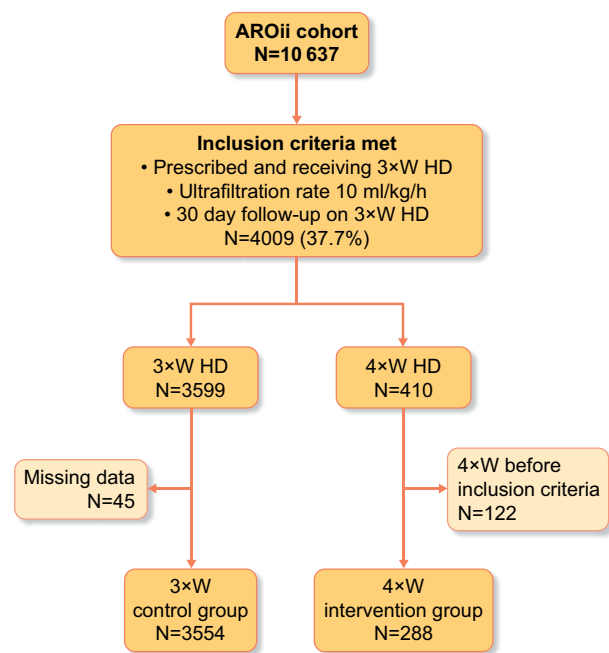 AROii cohort
N=10 637
Inclusion criteria met
• Prescribed and receiving 3×W HD
• Ultrafiltration rate 10 ml/kg/h
• 30 day follow-up on 3×W HD
N=4009 (37.7%)
3×W HD
N=3599
4×W HD
N=410
Missing data
N=45
4×W before
inclusion criteria
N=122
3×W
control group
N=3554
4×W
intervention group
N=288